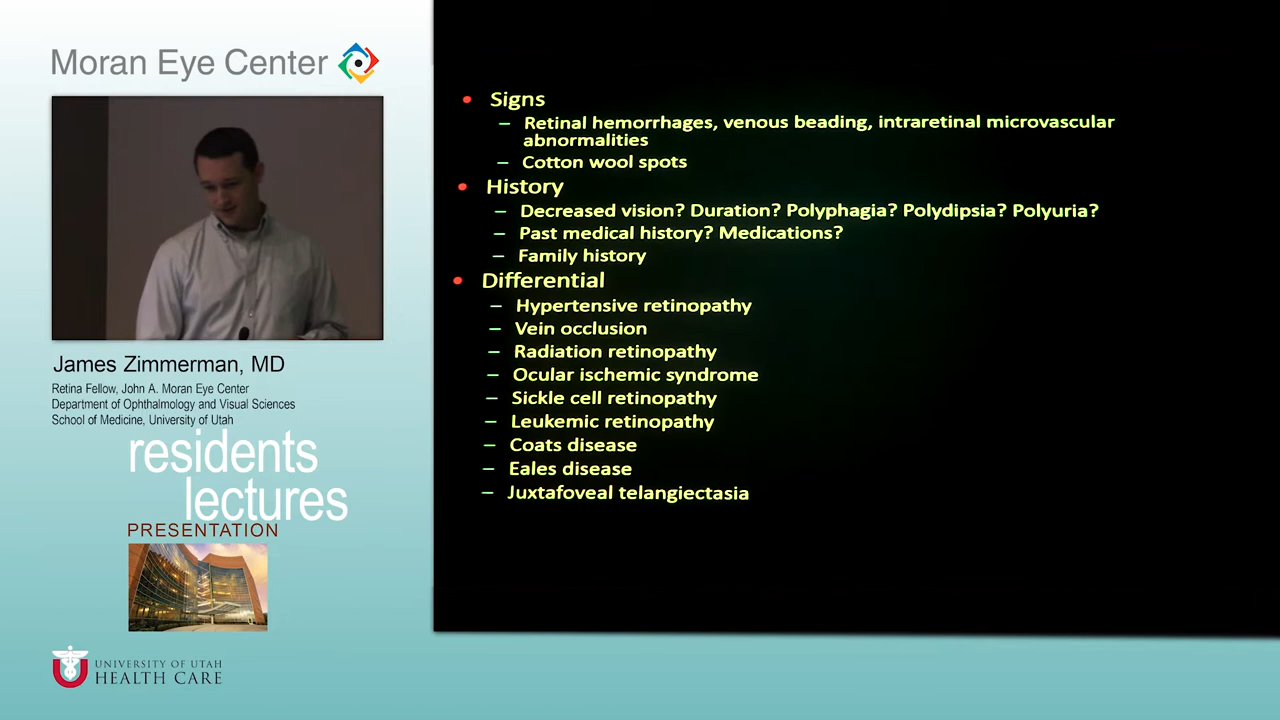 Moran Eye Center
James Zimmerman, MD
Retina Fellow, John A. Moran Eye Center
Department of Ophthalmology and Visual Sciences
School of Medicine, University of Utah
residents
lectures
PRESENTATION
UNIVERSITY OF UTAH
HEALTH CARE
• Signs
– Retinal hemorrhages, venous beading, intraretinal microvascular
abnormalities
– Cotton wool spots
• History
– Decreased vision? Duration? Polyphagia? Polydipsia? Polyuria?
– Past medical history? Medications?
– Family history
• Differential
– Hypertensive retinopathy
– Vein occlusion
– Radiation retinopathy
– Ocular ischemic syndrome
– Sickle cell retinopathy
– Leukemic retinopathy
– Coats disease
– Eales disease
– Juxtafoveal telangiectasia